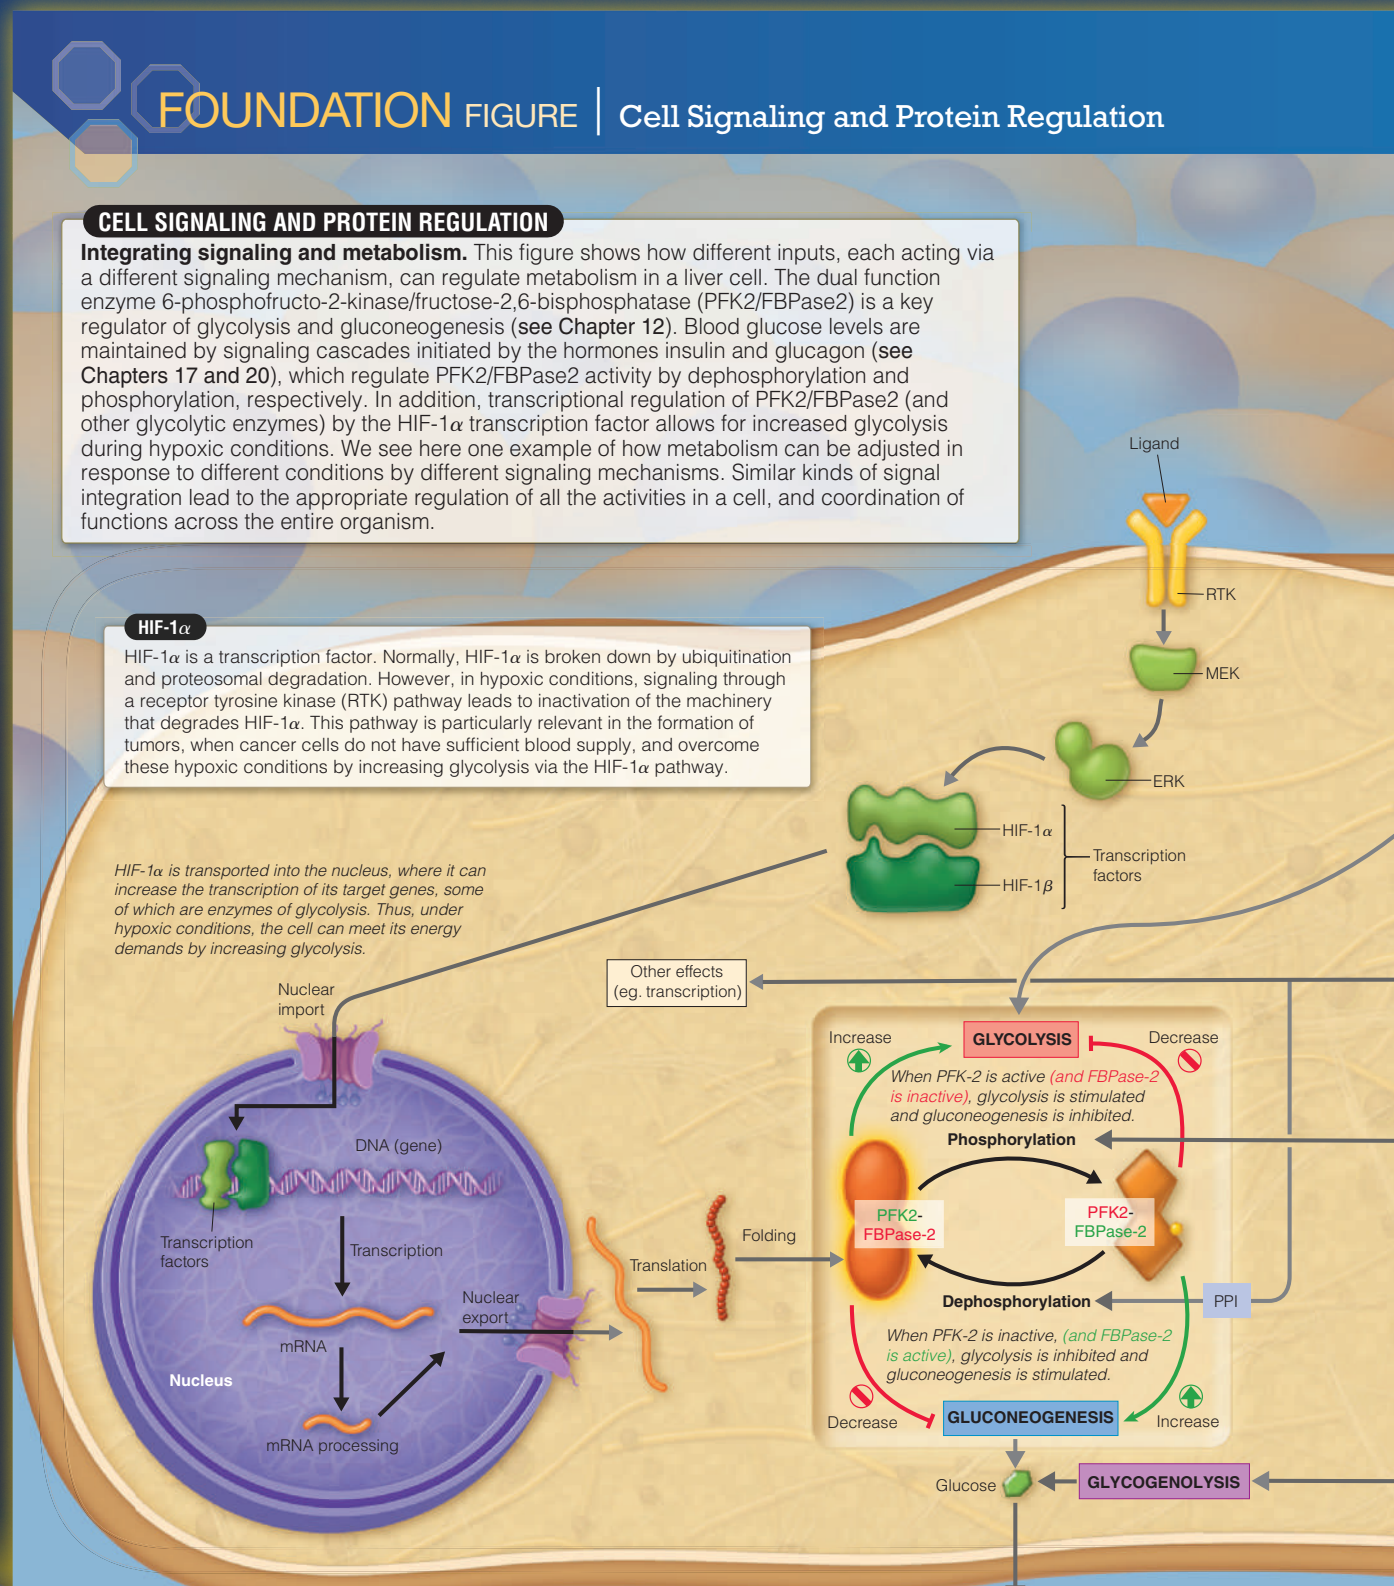 FOUNDATION FIGURE | Cell Signaling and Protein Regulation
CELL SIGNALING AND PROTEIN REGULATION
Integrating signaling and metabolism. This figure shows how different inputs, each acting via
a different signaling mechanism, can regulate metabolism in a liver cell. The dual function
enzyme 6-phosphofructo-2-kinase/fructose-2,6-bisphosphatase (PFK2/FBPase2) is a key
regulator of glycolysis and gluconeogenesis (see Chapter 12). Blood glucose levels are
maintained by signaling cascades initiated by the hormones insulin and glucagon (see
Chapters 17 and 20), which regulate PFK2/FBPase2 activity by dephosphorylation and
phosphorylation, respectively. In addition, transcriptional regulation of PFK2/FBPase2 (and
other glycolytic enzymes) by the HIF-1α transcription factor allows for increased glycolysis
during hypoxic conditions. We see here one example of how metabolism can be adjusted in
response to different conditions by different signaling mechanisms. Similar kinds of signal
integration lead to the appropriate regulation of all the activities in a cell, and coordination of
functions across the entire organism.
Ligand
RTK
MEK
ERK
HIF-1α
HIF-1α is a transcription factor. Normally, HIF-1α is broken down by ubiquitination
and proteosomal degradation. However, in hypoxic conditions, signaling through
a receptor tyrosine kinase (RTK) pathway leads to inactivation of the machinery
that degrades HIF-1α. This pathway is particularly relevant in the formation of
tumors, when cancer cells do not have sufficient blood supply, and overcome
these hypoxic conditions by increasing glycolysis via the HIF-1α pathway.
HIF-1α
HIF-1β
Transcription
factors
HIF-1α is transported into the nucleus, where it can
increase the transcription of its target genes, some
of which are enzymes of glycolysis. Thus, under
hypoxic conditions, the cell can meet its energy
demands by increasing glycolysis.
Nuclear
import
Other effects
(eg. transcription)
Increase
GLYCOLYSIS
Decrease
When PFK-2 is active (and FBPase-2
is inactive), glycolysis is stimulated
and gluconeogenesis is inhibited.
Phosphorylation
DNA (gene)
Transcription
factors
Transcription
mRNA
Nucleus
mRNA processing
Nuclear
export
Translation
Folding
PFK2-
FBPase-2
PFK2-
FBPase-2
Dephosphorylation
PPI
When PFK-2 is inactive, (and FBPase-2
is active), glycolysis is inhibited and
gluconeogenesis is stimulated.
Decrease
GLUCONEOGENESIS
Increase
Glucose
GLYCOGENOLYSIS